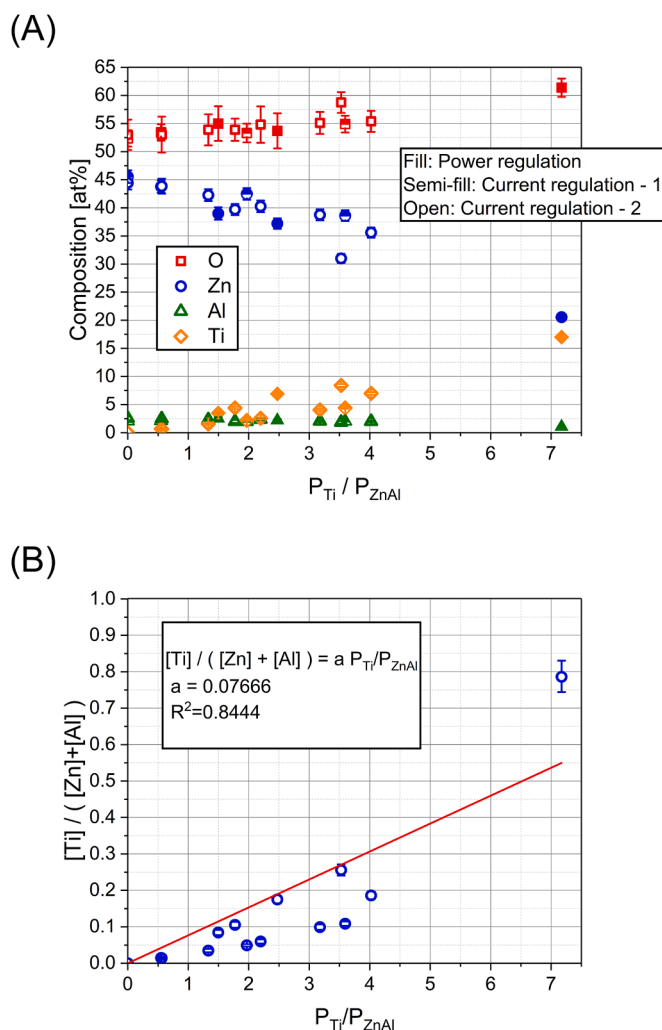 (A)
65
60
55
50
45
40
35
30
25
20
15
10
5
0
Composition [at%]
Fill: Power regulation
Semi-fill: Current regulation - 1
Open: Current regulation - 2
O
Zn
Al
Ti
0 1 2 3 4 5 6 7
P_Ti / P_ZnAl
(B)
1.0
0.9
0.8
0.7
0.6
0.5
0.4
0.3
0.2
0.1
0.0
[Ti] / ( [Zn]+[Al] )
[Ti] / ( [Zn] + [Al] ) = a P_Ti/P_ZnAl
a = 0.07666
R²=0.8444
0 1 2 3 4 5 6 7
P_Ti/P_ZnAl